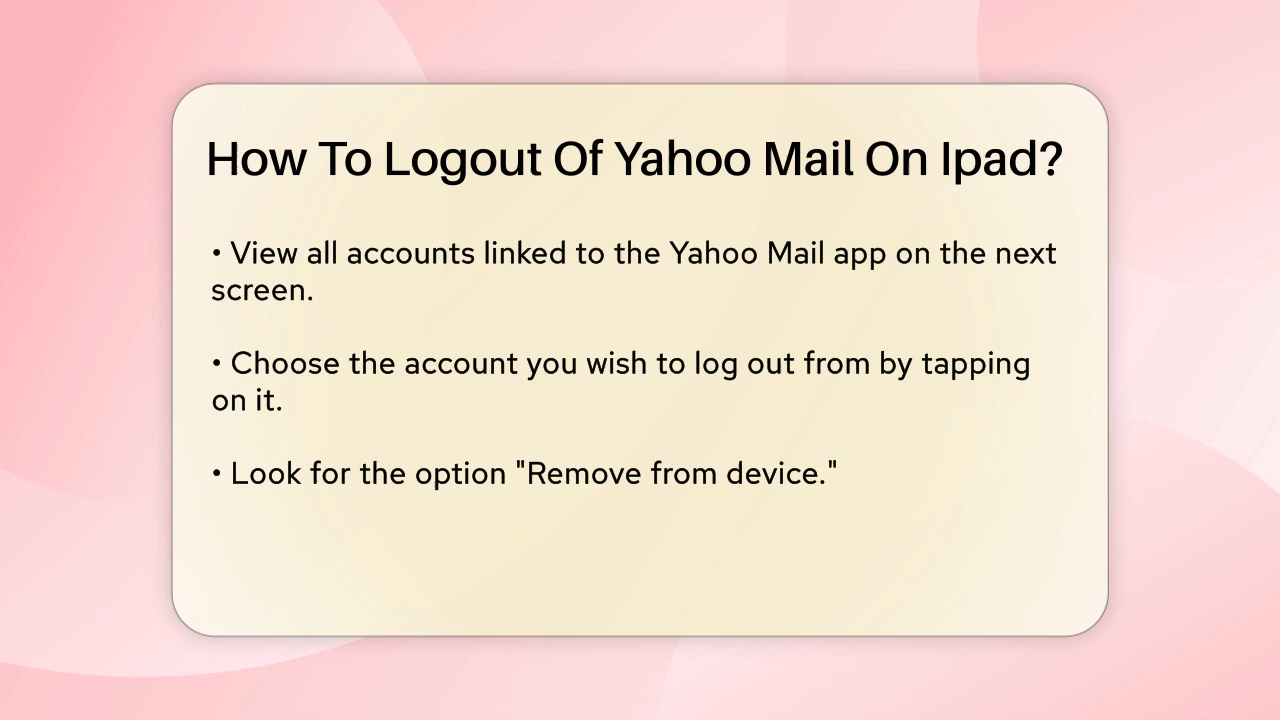 How To Logout Of Yahoo Mail On Ipad?
• View all accounts linked to the Yahoo Mail app on the next
screen.
• Choose the account you wish to log out from by tapping
on it.
• Look for the option "Remove from device."